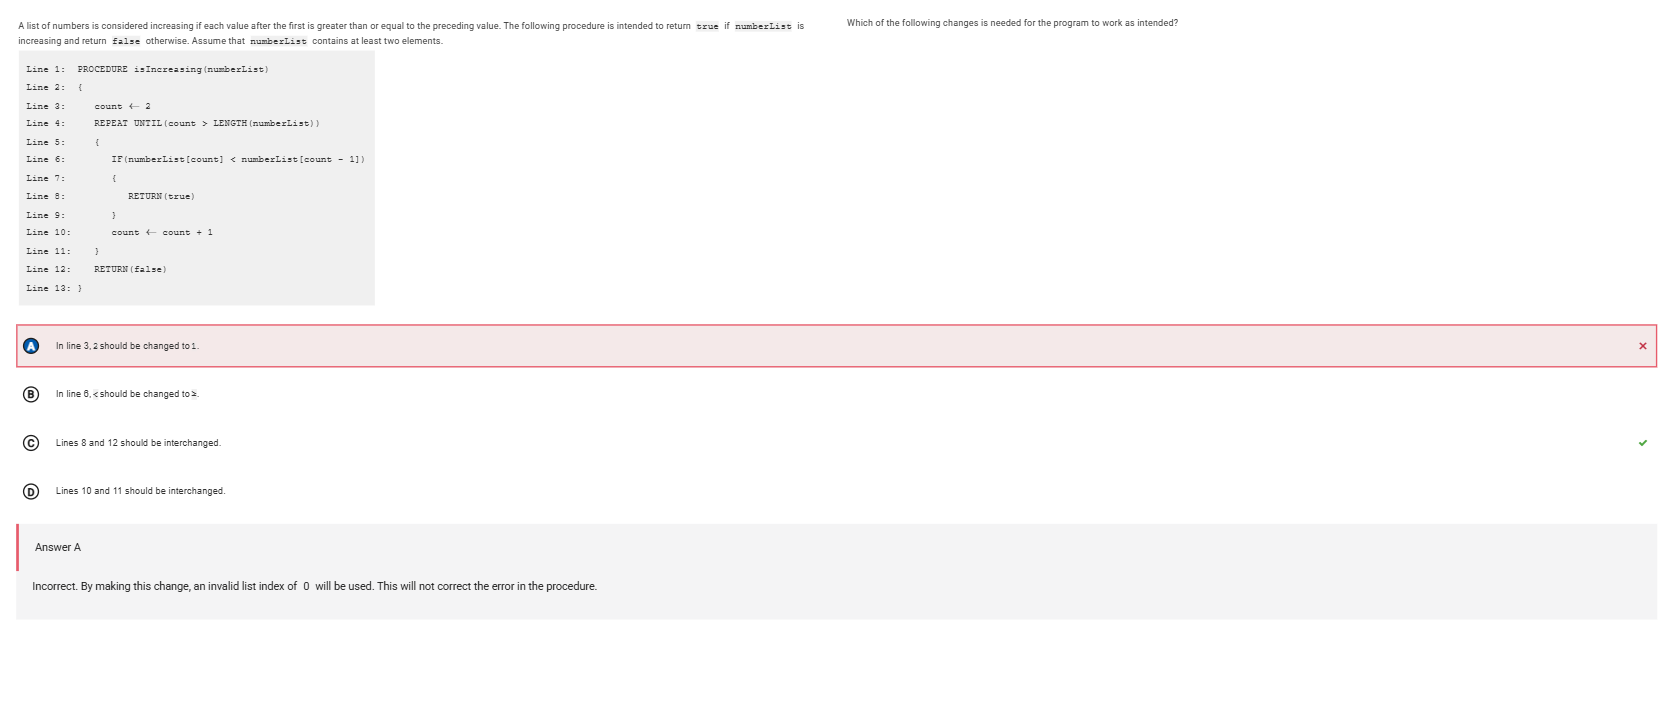 A list of numbers is considered increasing if each value after the first is greater than or equal to the preceding value. The following procedure is intended to return true if numberList is
increasing and return false otherwise. Assume that numberList contains at least two elements.
Line 1: PROCEDURE isIncreasing(numberList)
Line 2: {
Line 3: count ← 2
Line 4: REPEAT UNTIL(count > LENGTH(numberList))
Line 5: {
Line 6: IF(numberList[count] < numberList[count - 1])
Line 7: {
Line 8: RETURN(true)
Line 9: }
Line 10: count ← count + 1
Line 11: }
Line 12: RETURN(false)
Line 13: }
Which of the following changes is needed for the program to work as intended?
A In line 3, 2 should be changed to 1.
B In line 6, < should be changed to ≥.
C Lines 8 and 12 should be interchanged.
D Lines 10 and 11 should be interchanged.
Answer A
Incorrect. By making this change, an invalid list index of 0 will be used. This will not correct the error in the procedure.